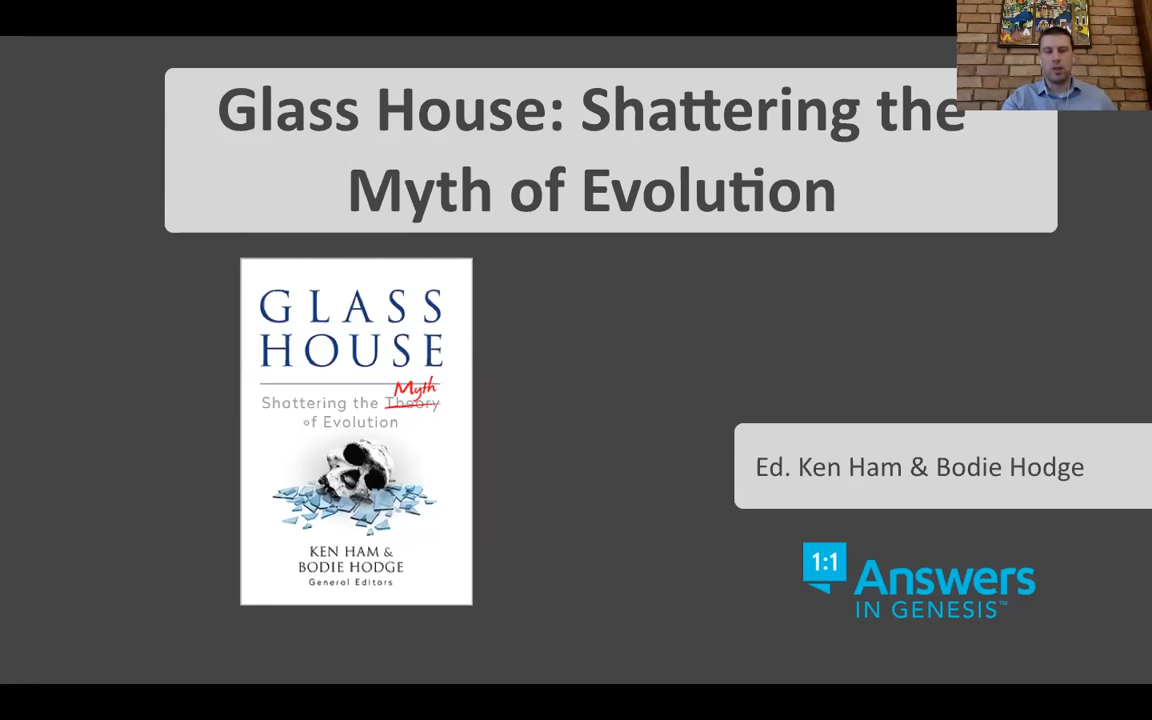 Glass House: Shattering the
Myth of Evolution
GLASS
HOUSE
Myth
Shattering the Theory
of Evolution
KEN HAM &
BODIE HODGE
General Editors
Ed. Ken Ham & Bodie Hodge
1:1
Answers
IN GENESIS™